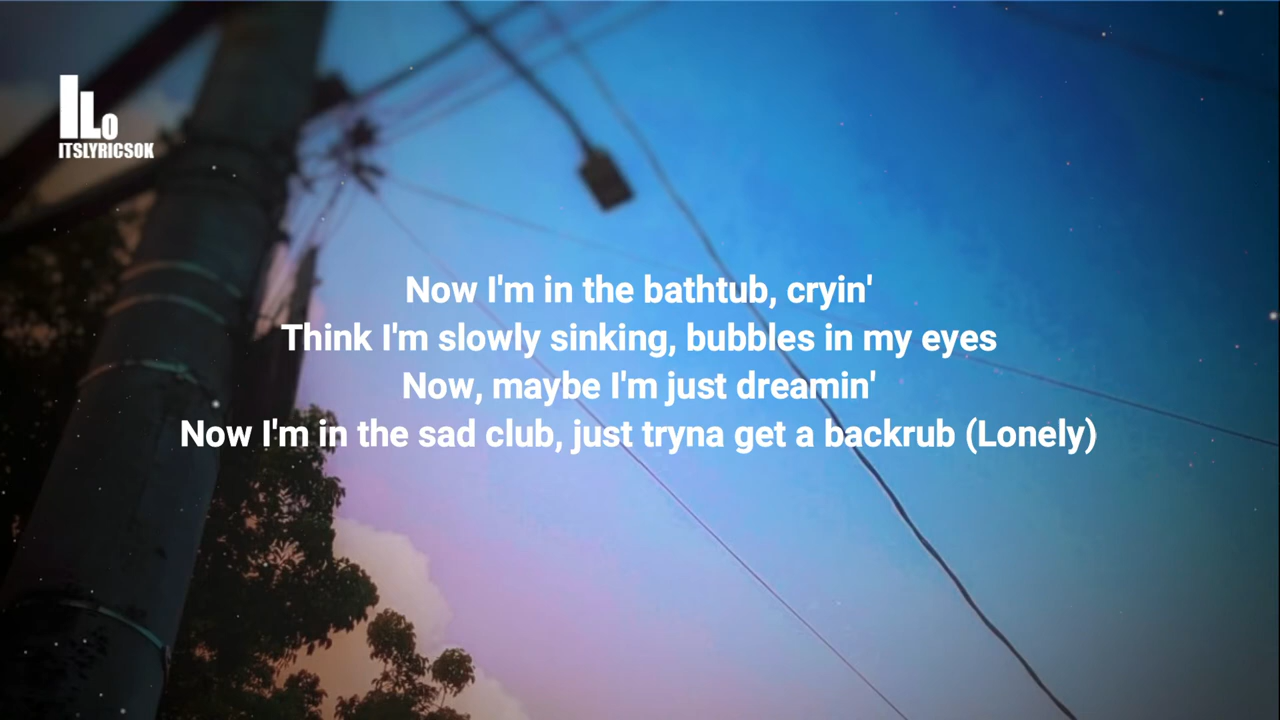 ILO
ITSLYRICSOK
Now I'm in the bathtub, cryin'
Think I'm slowly sinking, bubbles in my eyes
Now, maybe I'm just dreamin'
Now I'm in the sad club, just tryna get a backrub (Lonely)